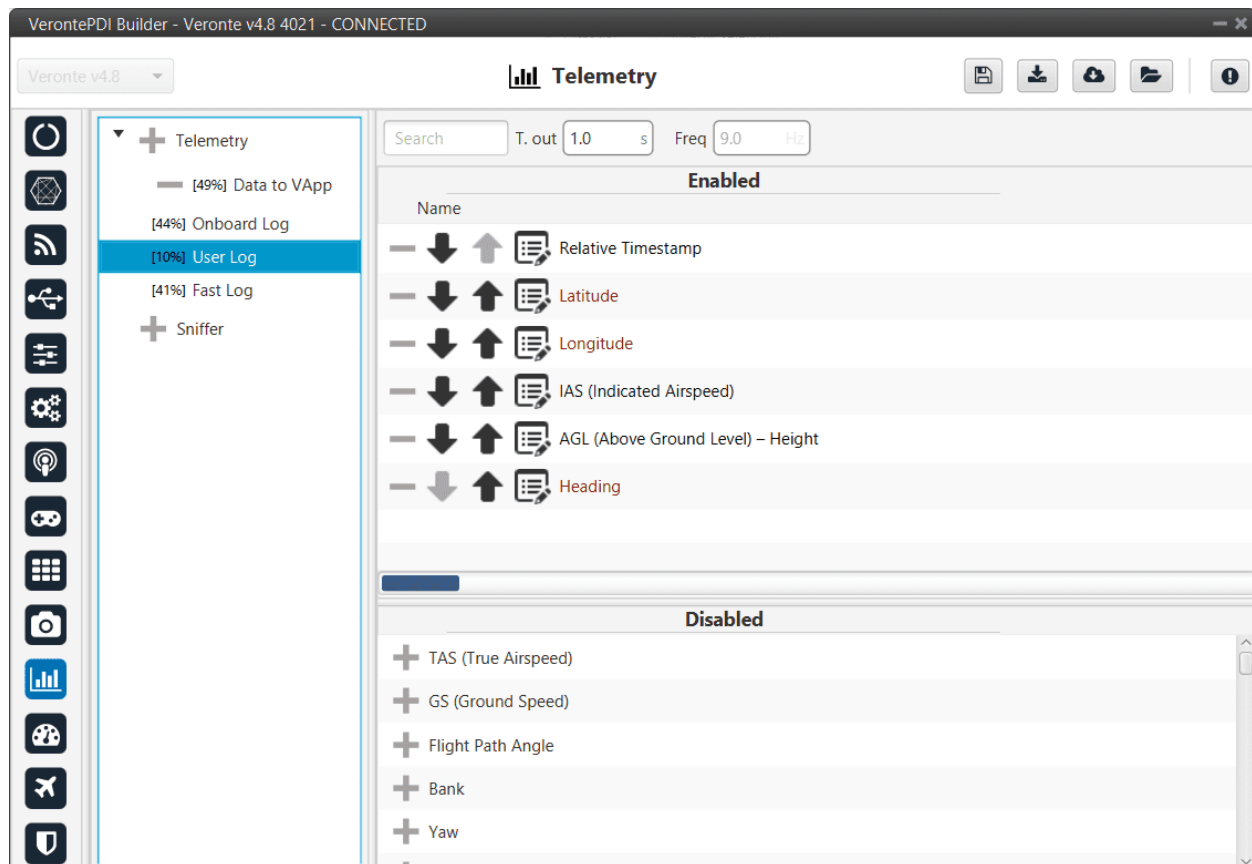 VerontePDI Builder - Veronte v4.8 4021 - CONNECTED
Veronte v4.8
Telemetry
Telemetry
[49%] Data to VApp
[44%] Onboard Log
[10%] User Log
[41%] Fast Log
Sniffer
Search T. out 1.0 s Freq 9.0 Hz
Enabled
Name
Relative Timestamp
Latitude
Longitude
IAS (Indicated Airspeed)
AGL (Above Ground Level) – Height
Heading
Disabled
TAS (True Airspeed)
GS (Ground Speed)
Flight Path Angle
Bank
Yaw